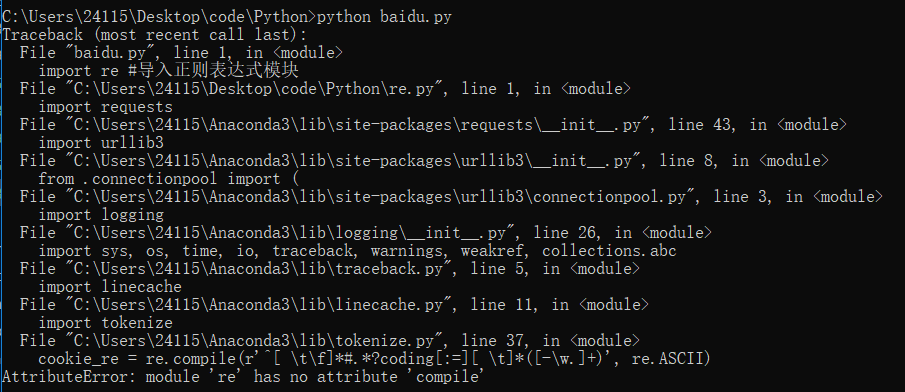 C:\Users\24115\Desktop\code\Python>python baidu.py
Traceback (most recent call last):
  File "baidu.py", line 1, in <module>
    import re #导入正则表达式模块
  File "C:\Users\24115\Desktop\code\Python\re.py", line 1, in <module>
    import requests
  File "C:\Users\24115\Anaconda3\lib\site-packages\requests\__init__.py", line 43, in <module>
    import urllib3
  File "C:\Users\24115\Anaconda3\lib\site-packages\urllib3\__init__.py", line 8, in <module>
    from .connectionpool import (
  File "C:\Users\24115\Anaconda3\lib\site-packages\urllib3\connectionpool.py", line 3, in <module>
    import logging
  File "C:\Users\24115\Anaconda3\lib\logging\__init__.py", line 26, in <module>
    import sys, os, time, io, traceback, warnings, weakref, collections.abc
  File "C:\Users\24115\Anaconda3\lib\traceback.py", line 5, in <module>
    import linecache
  File "C:\Users\24115\Anaconda3\lib\linecache.py", line 11, in <module>
    import tokenize
  File "C:\Users\24115\Anaconda3\lib\tokenize.py", line 37, in <module>
    cookie_re = re.compile(r'^[ \t\f]*#.*?coding[:=][ \t]*([-\w.]+)', re.ASCII)
AttributeError: module 're' has no attribute 'compile'